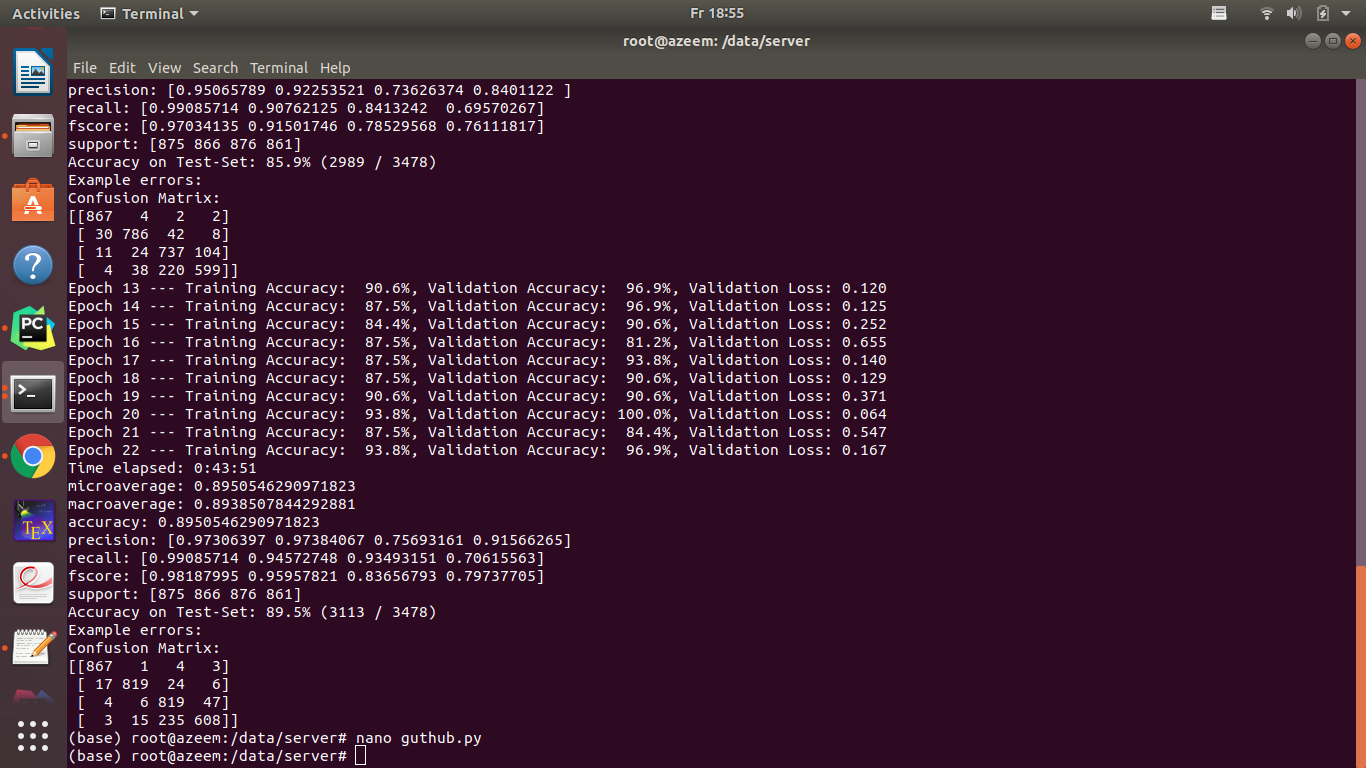 Activities Terminal Fr 18:55
root@azeem: /data/server
File Edit View Search Terminal Help
precision: [0.95065789 0.92253521 0.73626374 0.8401122 ]
recall: [0.99085714 0.90762125 0.8413242  0.69570267]
fscore: [0.97034135 0.91501746 0.78529568 0.76111817]
support: [875 866 876 861]
Accuracy on Test-Set: 85.9% (2989 / 3478)
Example errors:
Confusion Matrix:
[[867   4   2   2]
 [ 30 786  42   8]
 [ 11  24 737 104]
 [  4  38 220 599]]
Epoch 13 --- Training Accuracy:  90.6%, Validation Accuracy:  96.9%, Validation Loss: 0.120
Epoch 14 --- Training Accuracy:  87.5%, Validation Accuracy:  96.9%, Validation Loss: 0.125
Epoch 15 --- Training Accuracy:  84.4%, Validation Accuracy:  90.6%, Validation Loss: 0.252
Epoch 16 --- Training Accuracy:  87.5%, Validation Accuracy:  81.2%, Validation Loss: 0.655
Epoch 17 --- Training Accuracy:  87.5%, Validation Accuracy:  93.8%, Validation Loss: 0.140
Epoch 18 --- Training Accuracy:  87.5%, Validation Accuracy:  90.6%, Validation Loss: 0.129
Epoch 19 --- Training Accuracy:  90.6%, Validation Accuracy:  90.6%, Validation Loss: 0.371
Epoch 20 --- Training Accuracy:  93.8%, Validation Accuracy: 100.0%, Validation Loss: 0.064
Epoch 21 --- Training Accuracy:  87.5%, Validation Accuracy:  84.4%, Validation Loss: 0.547
Epoch 22 --- Training Accuracy:  93.8%, Validation Accuracy:  96.9%, Validation Loss: 0.167
Time elapsed: 0:43:51
microaverage: 0.8950546290971823
macroaverage: 0.8938507844292881
accuracy: 0.8950546290971823
precision: [0.97306397 0.97384067 0.75693161 0.91566265]
recall: [0.99085714 0.94572748 0.93493151 0.70615563]
fscore: [0.98187995 0.95957821 0.83656793 0.79737705]
support: [875 866 876 861]
Accuracy on Test-Set: 89.5% (3113 / 3478)
Example errors:
Confusion Matrix:
[[867   1   4   3]
 [ 17 819  24   6]
 [  4   6 819  47]
 [  3  15 235 608]]
(base) root@azeem:/data/server# nano guthub.py
(base) root@azeem:/data/server#
A
?
PC
>_
TEX